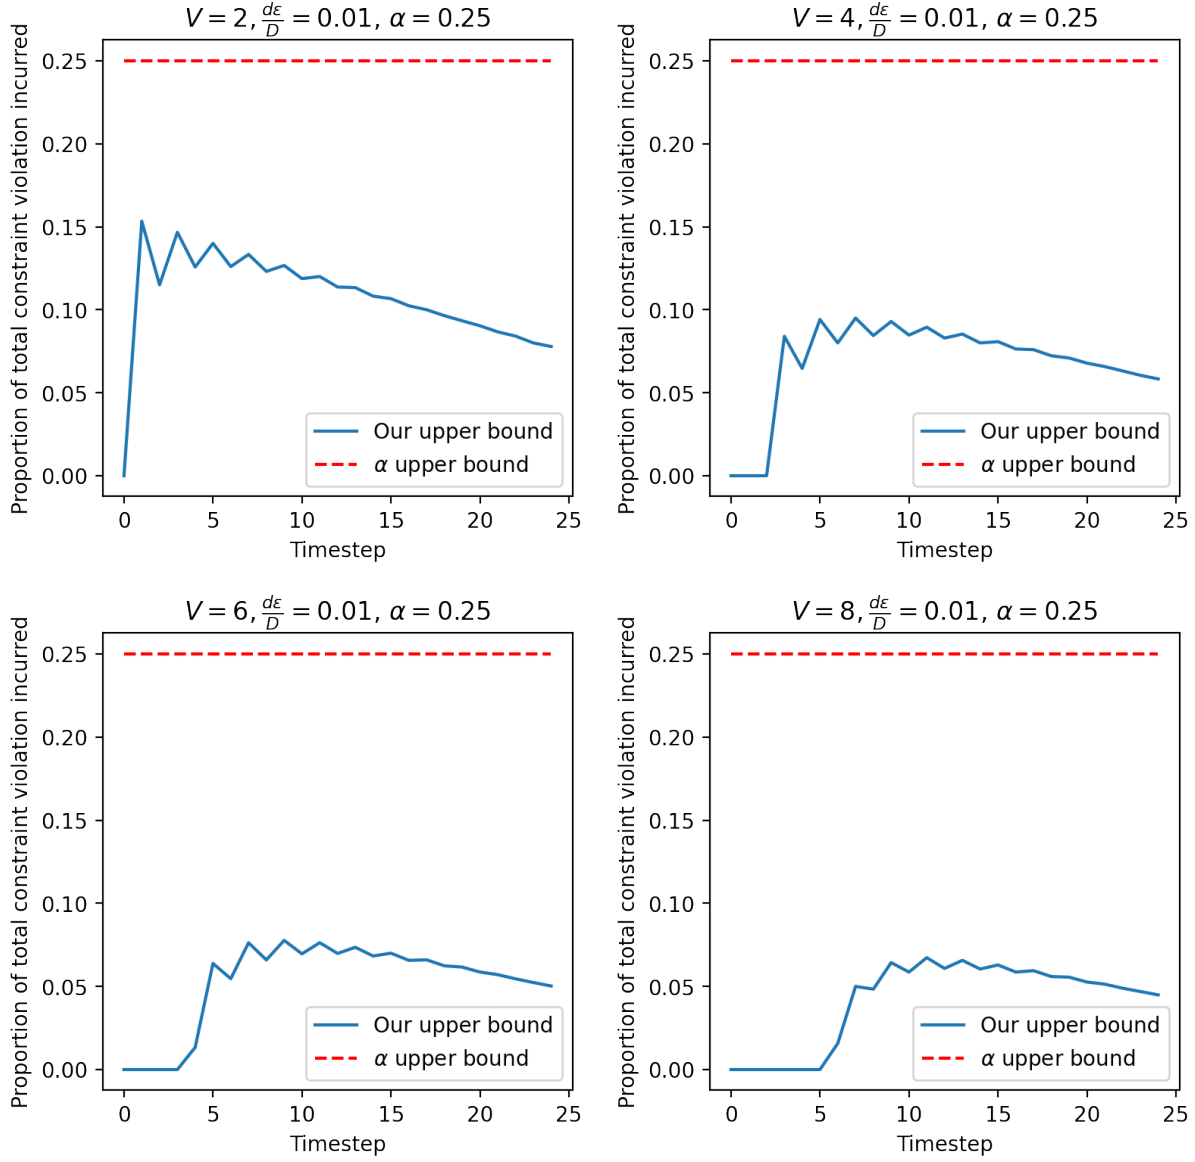 V = 2, dε/D = 0.01, α = 0.25
Proportion of total constraint violation incurred
0.25
0.20
0.15
0.10
0.05
0.00
Our upper bound
α upper bound
0 5 10 15 20 25
Timestep
V = 4, dε/D = 0.01, α = 0.25
Proportion of total constraint violation incurred
0.25
0.20
0.15
0.10
0.05
0.00
Our upper bound
α upper bound
0 5 10 15 20 25
Timestep
V = 6, dε/D = 0.01, α = 0.25
Proportion of total constraint violation incurred
0.25
0.20
0.15
0.10
0.05
0.00
Our upper bound
α upper bound
0 5 10 15 20 25
Timestep
V = 8, dε/D = 0.01, α = 0.25
Proportion of total constraint violation incurred
0.25
0.20
0.15
0.10
0.05
0.00
Our upper bound
α upper bound
0 5 10 15 20 25
Timestep